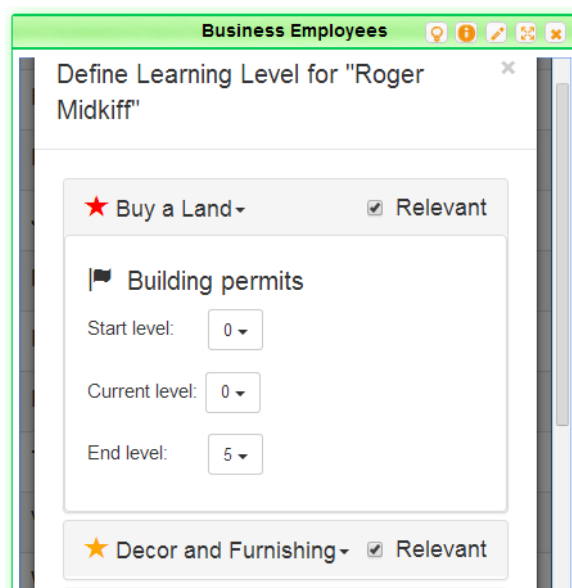 Business Employees
Define Learning Level for "Roger
Midkiff"
×
Buy a Land
Relevant
Building permits
Start level: 0
Current level: 0
End level: 5
Decor and Furnishing
Relevant